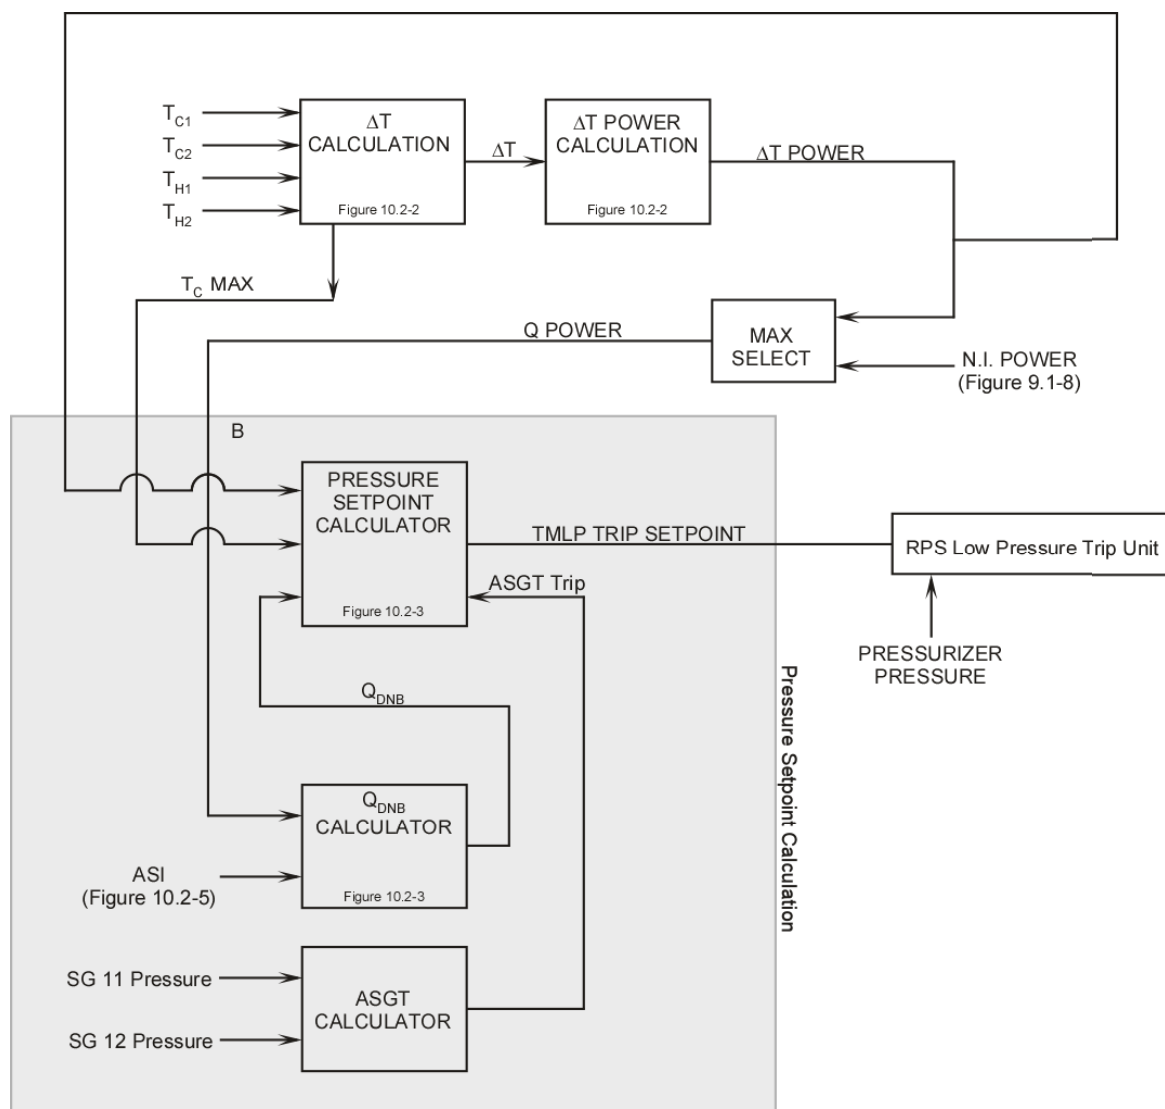 T_C1
T_C2
T_H1
T_H2
ΔT
CALCULATION
Figure 10.2-2
ΔT
ΔT POWER
CALCULATION
Figure 10.2-2
ΔT POWER
T_C MAX
Q POWER
MAX
SELECT
N.I. POWER
(Figure 9.1-8)
B
PRESSURE
SETPOINT
CALCULATOR
Figure 10.2-3
TMLP TRIP SETPOINT
RPS Low Pressure Trip Unit
ASGT Trip
PRESSURIZER
PRESSURE
Pressure Setpoint Calculation
Q_DNB
Q_DNB
CALCULATOR
Figure 10.2-3
ASI
(Figure 10.2-5)
SG 11 Pressure
SG 12 Pressure
ASGT
CALCULATOR